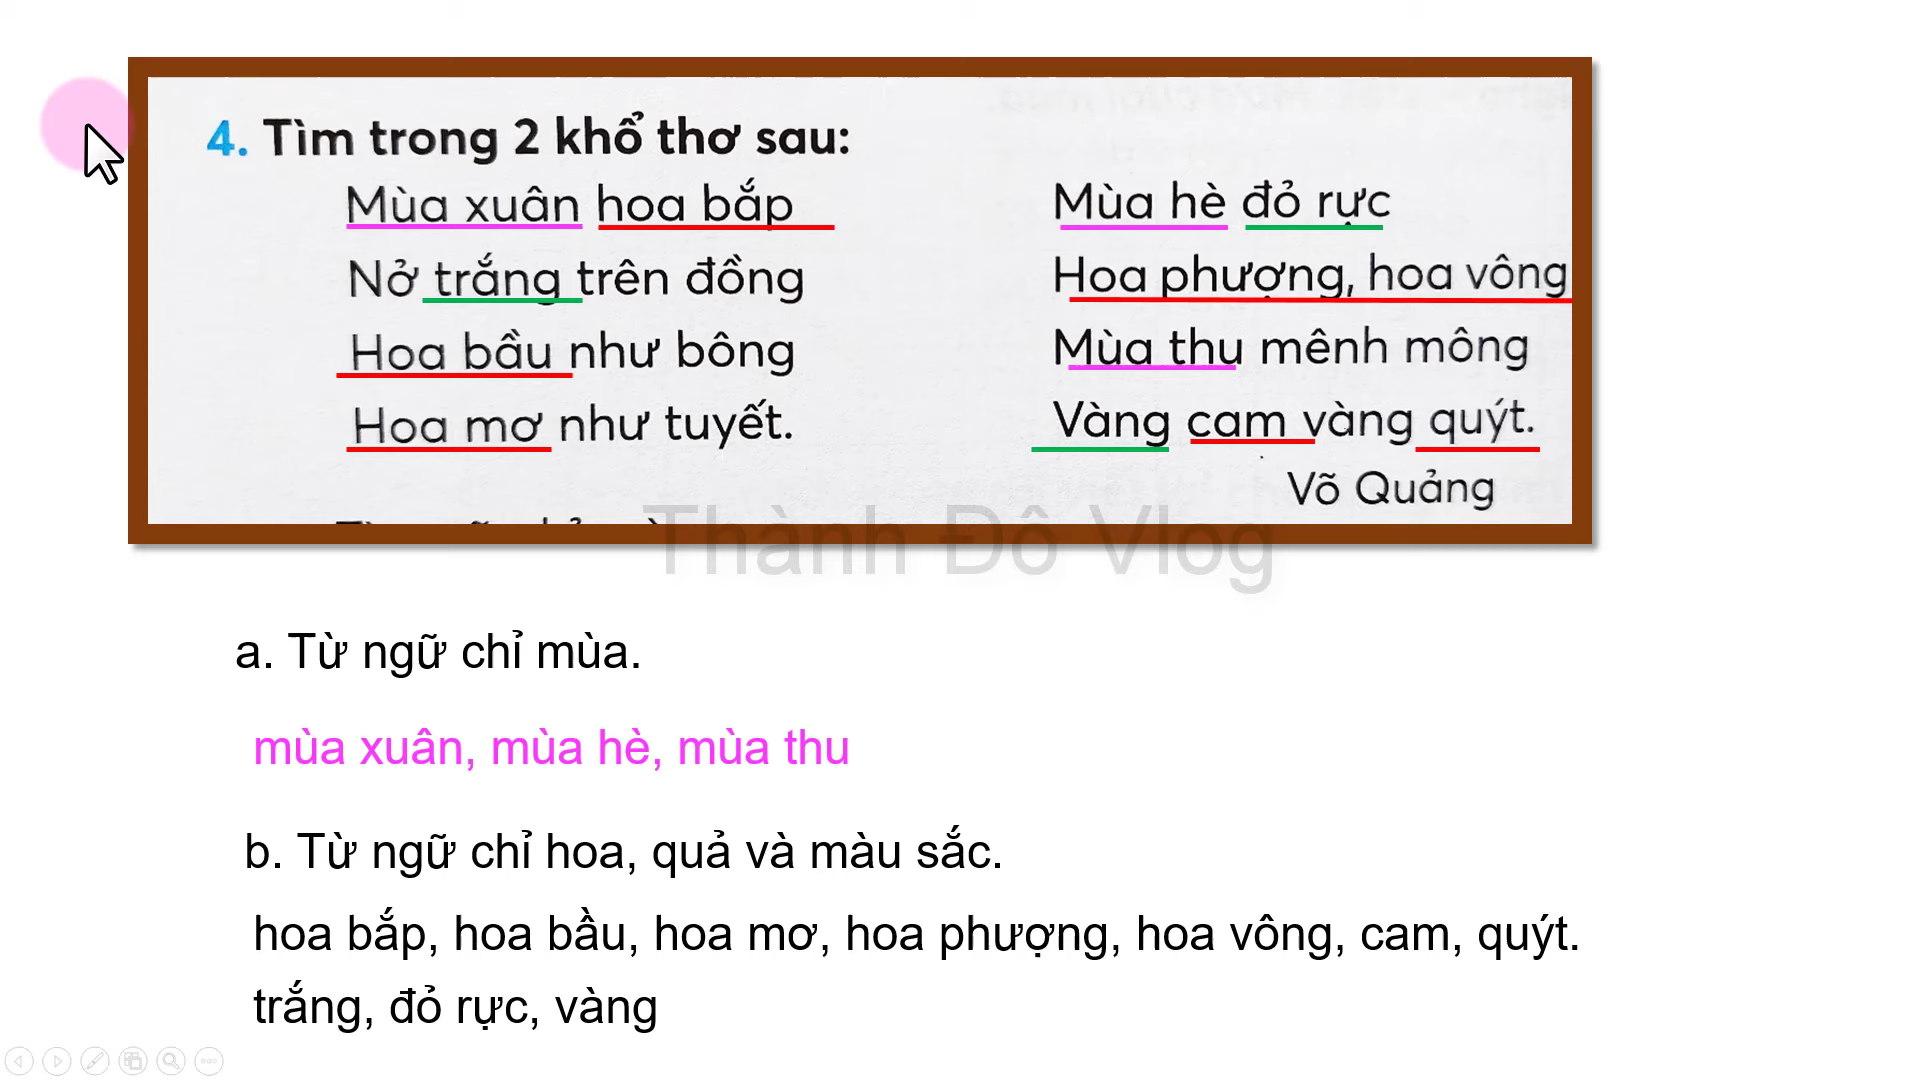 4. Tìm trong 2 khổ thơ sau:
Mùa xuân hoa bắp
Nở trắng trên đồng
Hoa bầu như bông
Hoa mơ như tuyết.
Mùa hè đỏ rực
Hoa phượng, hoa vông
Mùa thu mênh mông
Vàng cam vàng quýt.
Võ Quảng
Thành Đô Vlog
a. Từ ngữ chỉ mùa.
mùa xuân, mùa hè, mùa thu
b. Từ ngữ chỉ hoa, quả và màu sắc.
hoa bắp, hoa bầu, hoa mơ, hoa phượng, hoa vông, cam, quýt.
trắng, đỏ rực, vàng